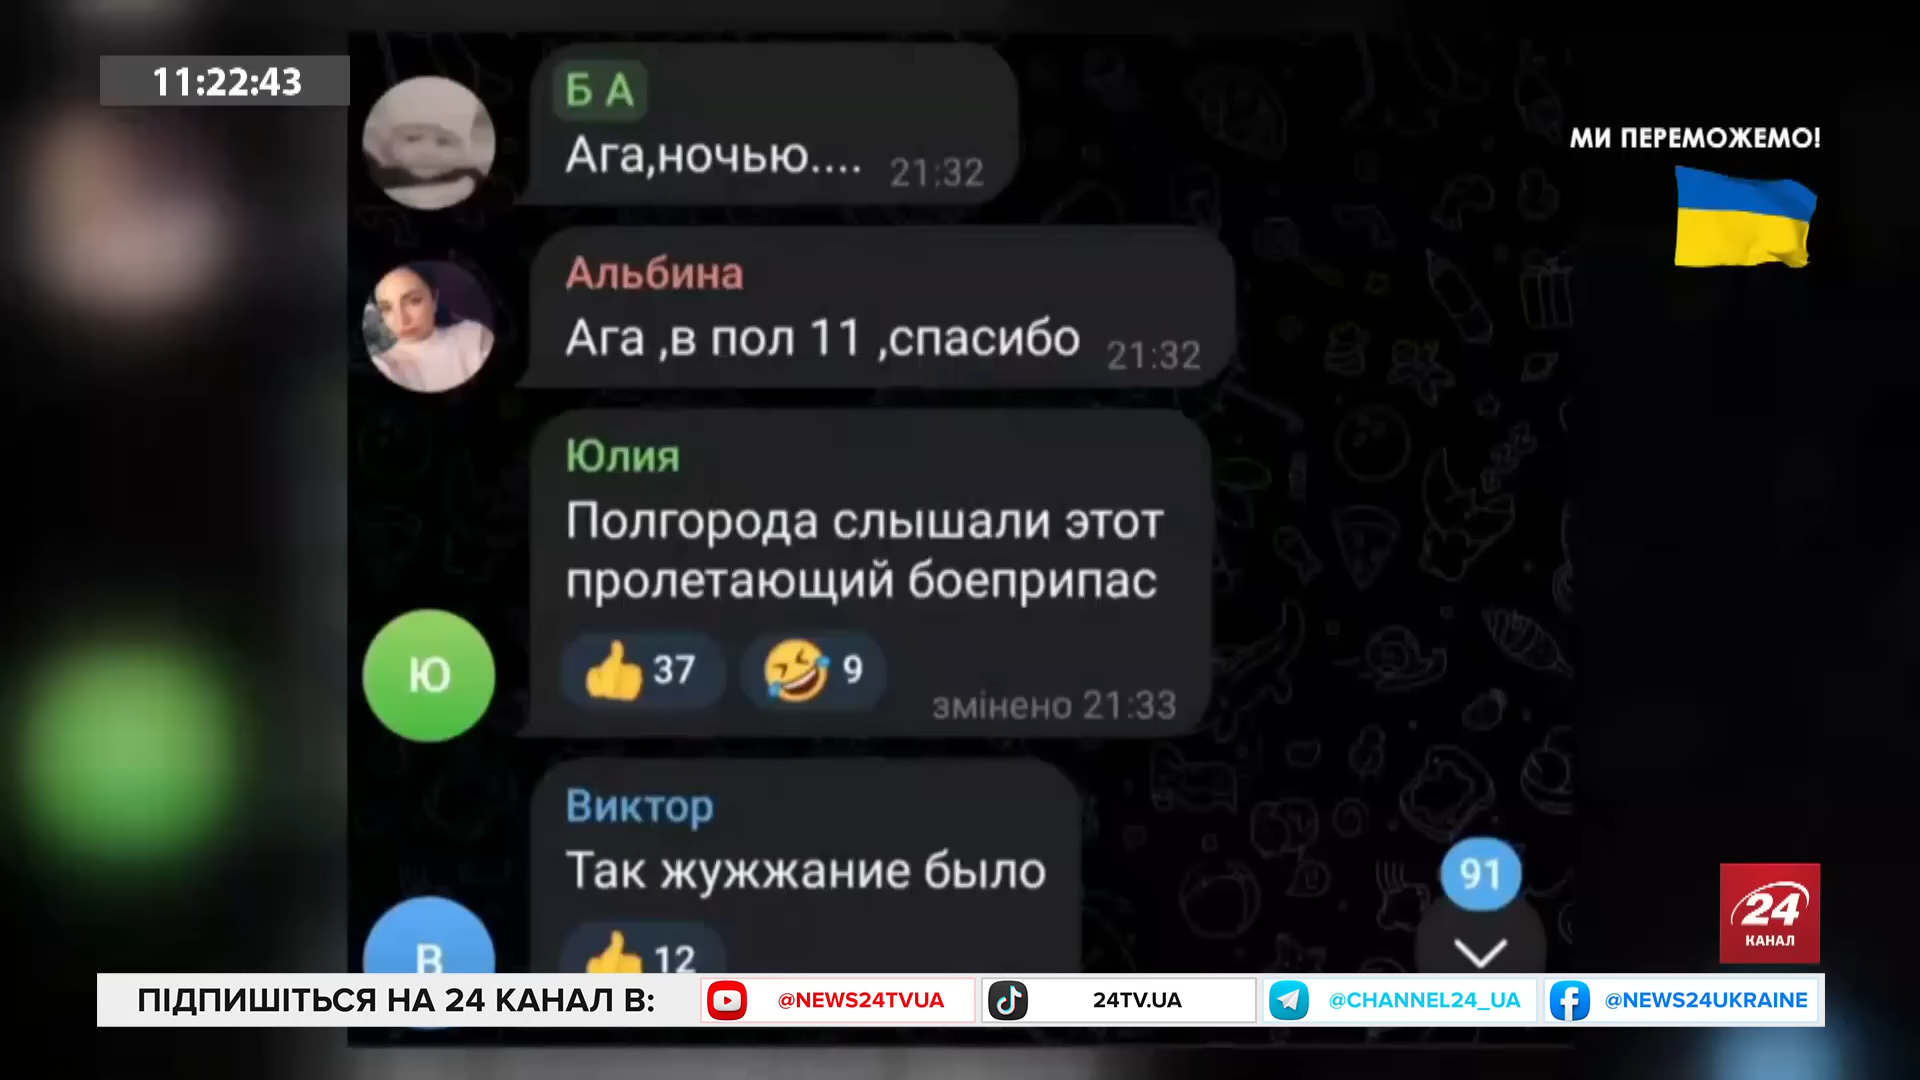 11:22:43
Б А
Ага,ночью.... 21:32
МИ ПЕРЕМОЖЕМО!
Альбина
Ага ,в пол 11 ,спасибо 21:32
Юлия
Полгорода слышали этот
пролетающий боеприпас
Ю
37 9
змінено 21:33
Виктор
Так жужжание было
91
В
12
24
КАНАЛ
ПІДПИШІТЬСЯ НА 24 КАНАЛ В: @NEWS24TVUA 24TV.UA @CHANNEL24_UA @NEWS24UKRAINE